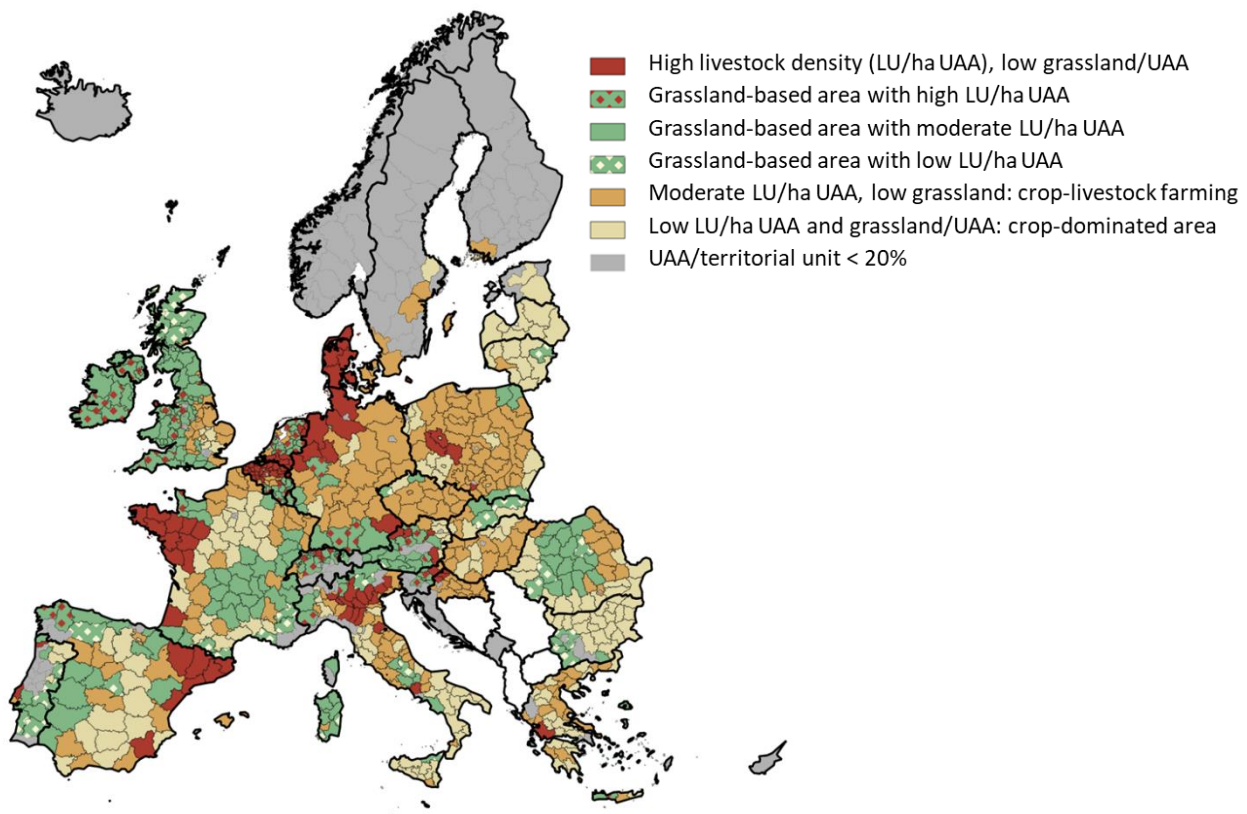 High livestock density (LU/ha UAA), low grassland/UAA
Grassland-based area with high LU/ha UAA
Grassland-based area with moderate LU/ha UAA
Grassland-based area with low LU/ha UAA
Moderate LU/ha UAA, low grassland: crop-livestock farming
Low LU/ha UAA and grassland/UAA: crop-dominated area
UAA/territorial unit < 20%